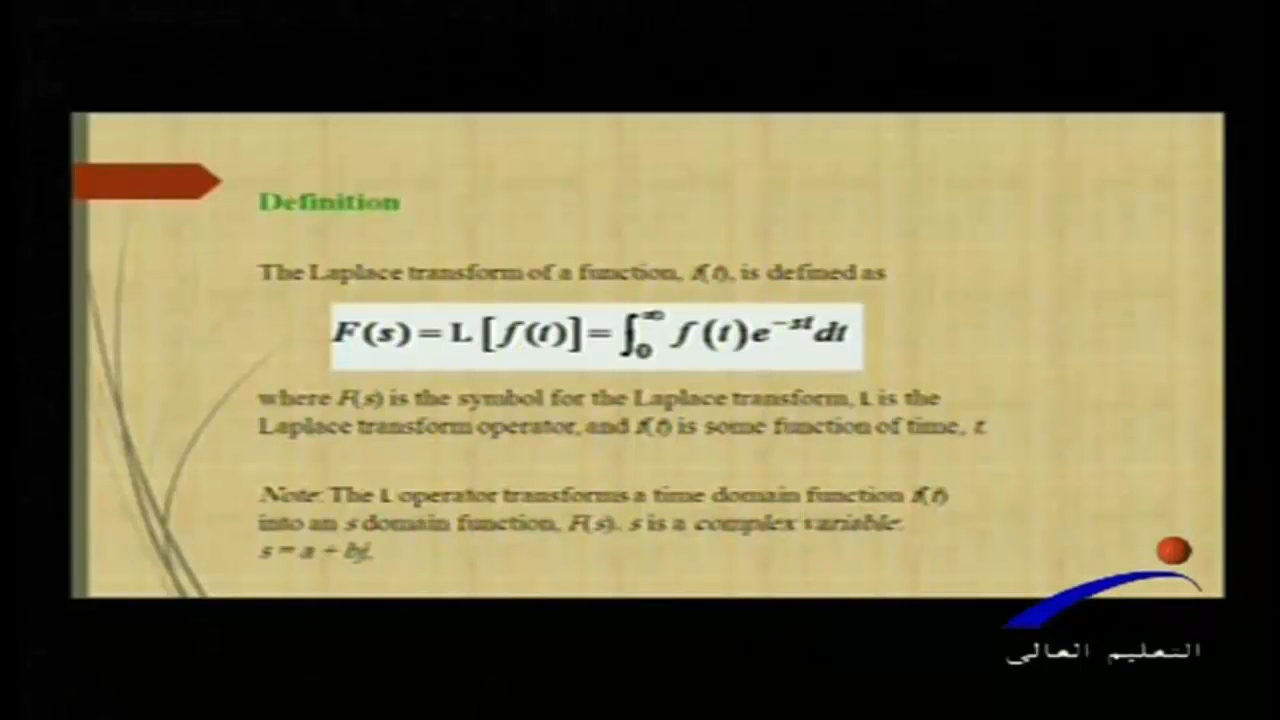 Definition
The Laplace transform of a function, f(t), is defined as
F(s) = L [f(t)] = ∫₀^∞ f(t)e^{-st}dt
where F(s) is the symbol for the Laplace transform, L is the
Laplace transform operator, and f(t) is some function of time, t.
Note: The L operator transforms a time domain function f(t)
into an s domain function, F(s). s is a complex variable:
s = a + bj,
التعليم العالى